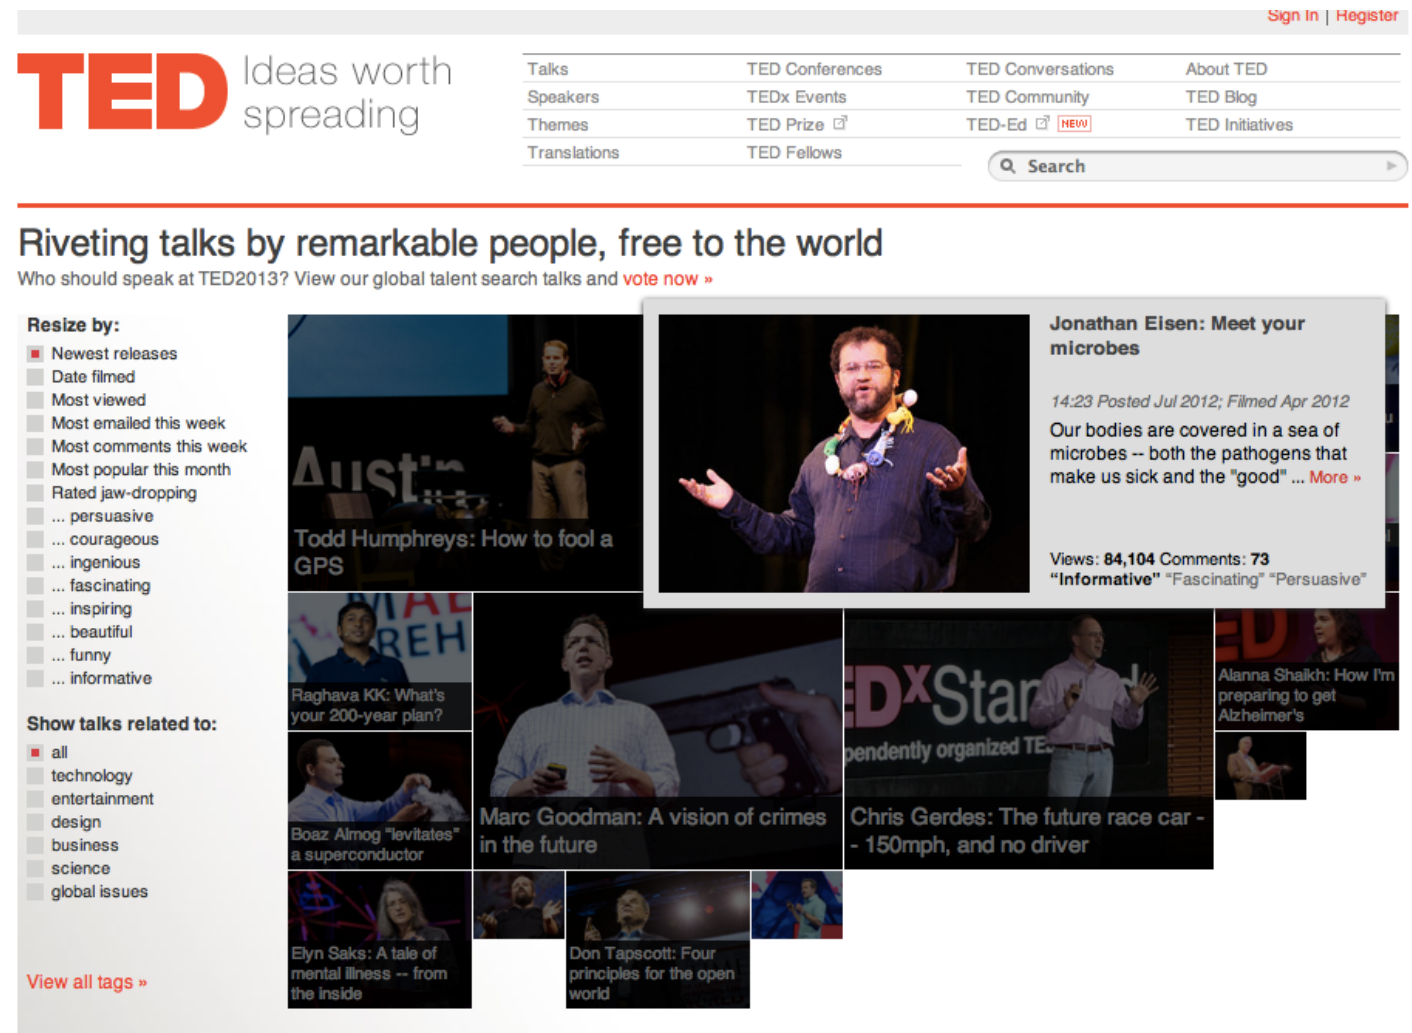 Sign In | Register
TED Ideas worth
spreading
Talks
Speakers
Themes
Translations
TED Conferences
TEDx Events
TED Prize
TED Fellows
TED Conversations
TED Community
TED-Ed NEW
About TED
TED Blog
TED Initiatives
Search
Riveting talks by remarkable people, free to the world
Who should speak at TED2013? View our global talent search talks and vote now »
Resize by:
Newest releases
Date filmed
Most viewed
Most emailed this week
Most comments this week
Most popular this month
Rated jaw-dropping
... persuasive
... courageous
... ingenious
... fascinating
... inspiring
... beautiful
... funny
... informative
Show talks related to:
all
technology
entertainment
design
business
science
global issues
View all tags »
Austin
Todd Humphreys: How to fool a
GPS
Jonathan Eisen: Meet your
microbes
14:23 Posted Jul 2012; Filmed Apr 2012
Our bodies are covered in a sea of
microbes -- both the pathogens that
make us sick and the "good" ... More »
Views: 84,104 Comments: 73
“Informative” “Fascinating” “Persuasive”
Raghava KK: What's
your 200-year plan?
Boaz Almog “levitates”
a superconductor
Marc Goodman: A vision of crimes
in the future
EDxStan d
pendently organized TE
Chris Gerdes: The future race car -
- 150mph, and no driver
ED
Alanna Shaikh: How I'm
preparing to get
Alzheimer's
Elyn Saks: A tale of
mental illness -- from
the inside
Don Tapscott: Four
principles for the open
world